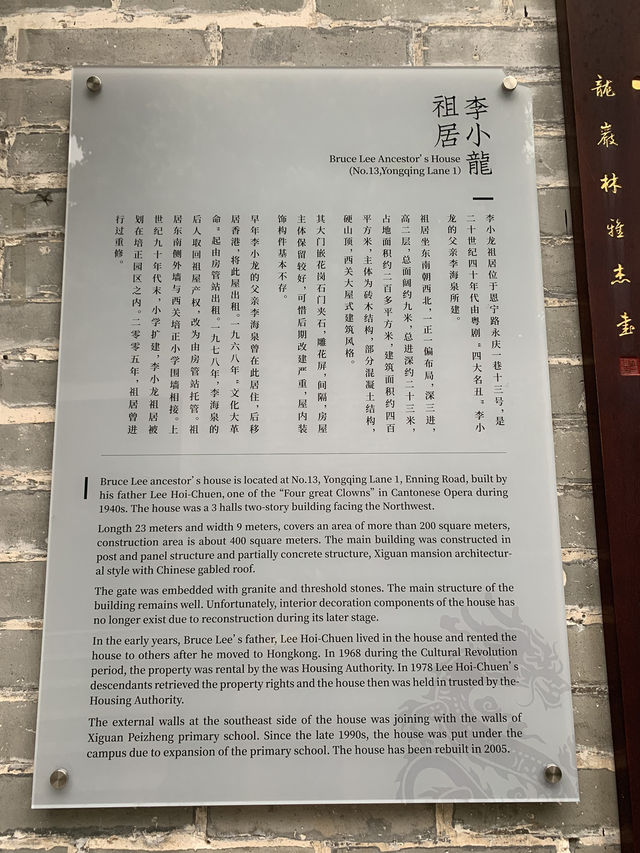 李小龍
祖居
Bruce Lee Ancestor's House
(No.13,Yongqing Lane 1)
李小龙祖居位于恩宁路永庆一巷十三号，是
二十世纪四十年代由粤剧“四大名丑”李小
龙的父亲李海泉所建。
祖居坐东南朝西北，一正一偏布局，深三进，
高二层，总面阔约九米，总进深约二十三米，
占地面积约二百多平方米，建筑面积约四百
平方米，主体为砖木结构，部分混凝土结构，
硬山顶，西关大屋式建筑风格。
其大门嵌花岗石门夹石，雕花屏，间隔，房屋
主体保留较好，可惜后期改建严重，屋内装
饰构件基本不存。
早年李小龙的父亲李海泉曾在此居住，后移
居香港，将此屋出租。一九六八年“文化大革
命”起由房管站出租。一九七八年，李海泉的
后人取回祖屋产权，改为由房管站托管。祖
居东南侧外墙与西关培正小学围墙相接。上
世纪九十年代末，小学扩建，李小龙祖居被
划在培正园区之内。二零零五年，祖居曾进
行过重修。
Bruce Lee ancestor's house is located at No.13, Yongqing Lane 1, Enning Road, built by
his father Lee Hoi-Chuen, one of the “Four great Clowns” in Cantonese Opera during
1940s. The house was a 3 halls two-story building facing the Northwest.
Longth 23 meters and width 9 meters, covers an area of more than 200 square meters,
construction area is about 400 square meters. The main building was constructed in
post and panel structure and partially concrete structure, Xiguan mansion architectur-
al style with Chinese gabled roof.
The gate was embedded with granite and threshold stones. The main structure of the
building remains well. Unfortunately, interior decoration components of the house has
no longer exist due to reconstruction during its later stage.
In the early years, Bruce Lee's father, Lee Hoi-Chuen lived in the house and rented the
house to others after he moved to Hongkong. In 1968 during the Cultural Revolution
period, the property was rental by the was Housing Authority. In 1978 Lee Hoi-Chuen's
descendants retrieved the property rights and the house then was held in trusted by the-
Housing Authority.
The external walls at the southeast side of the house was joining with the walls of
Xiguan Peizheng primary school. Since the late 1990s, the house was put under the
campus due to expansion of the primary school. The house has been rebuilt in 2005.
龍巖林雅杰